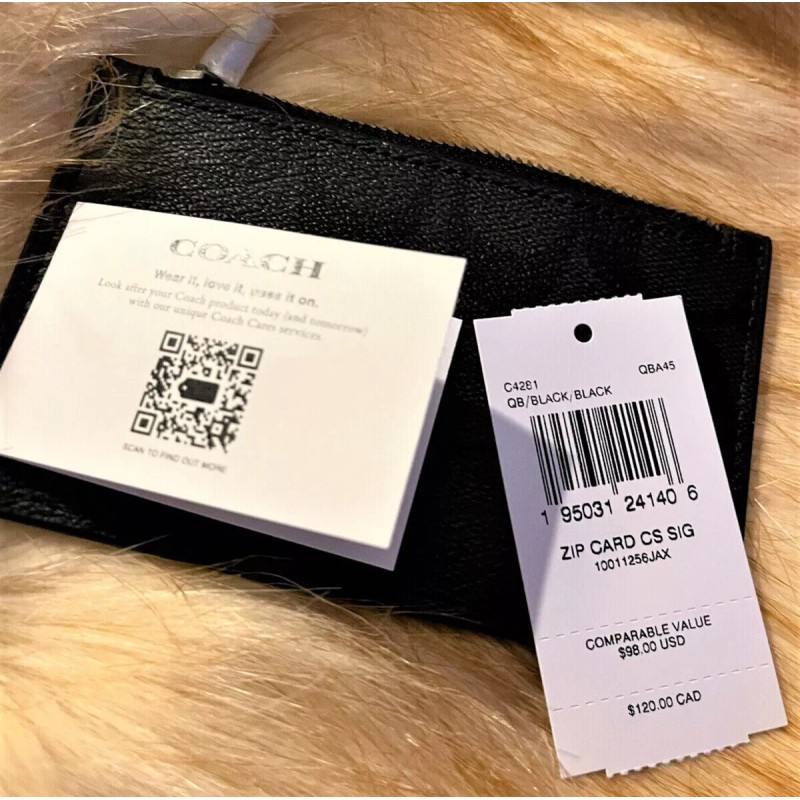 COACH
Wear it, love it, pass it on.
Look after your Coach product today (and tomorrow)
with our unique Coach Cares services.
SCAN TO FIND OUT MORE
C4281 QBA45
QB/BLACK/BLACK
1 95031 24140 6
ZIP CARD CS SIG
10011256JAX
COMPARABLE VALUE
$98.00 USD
$120.00 CAD